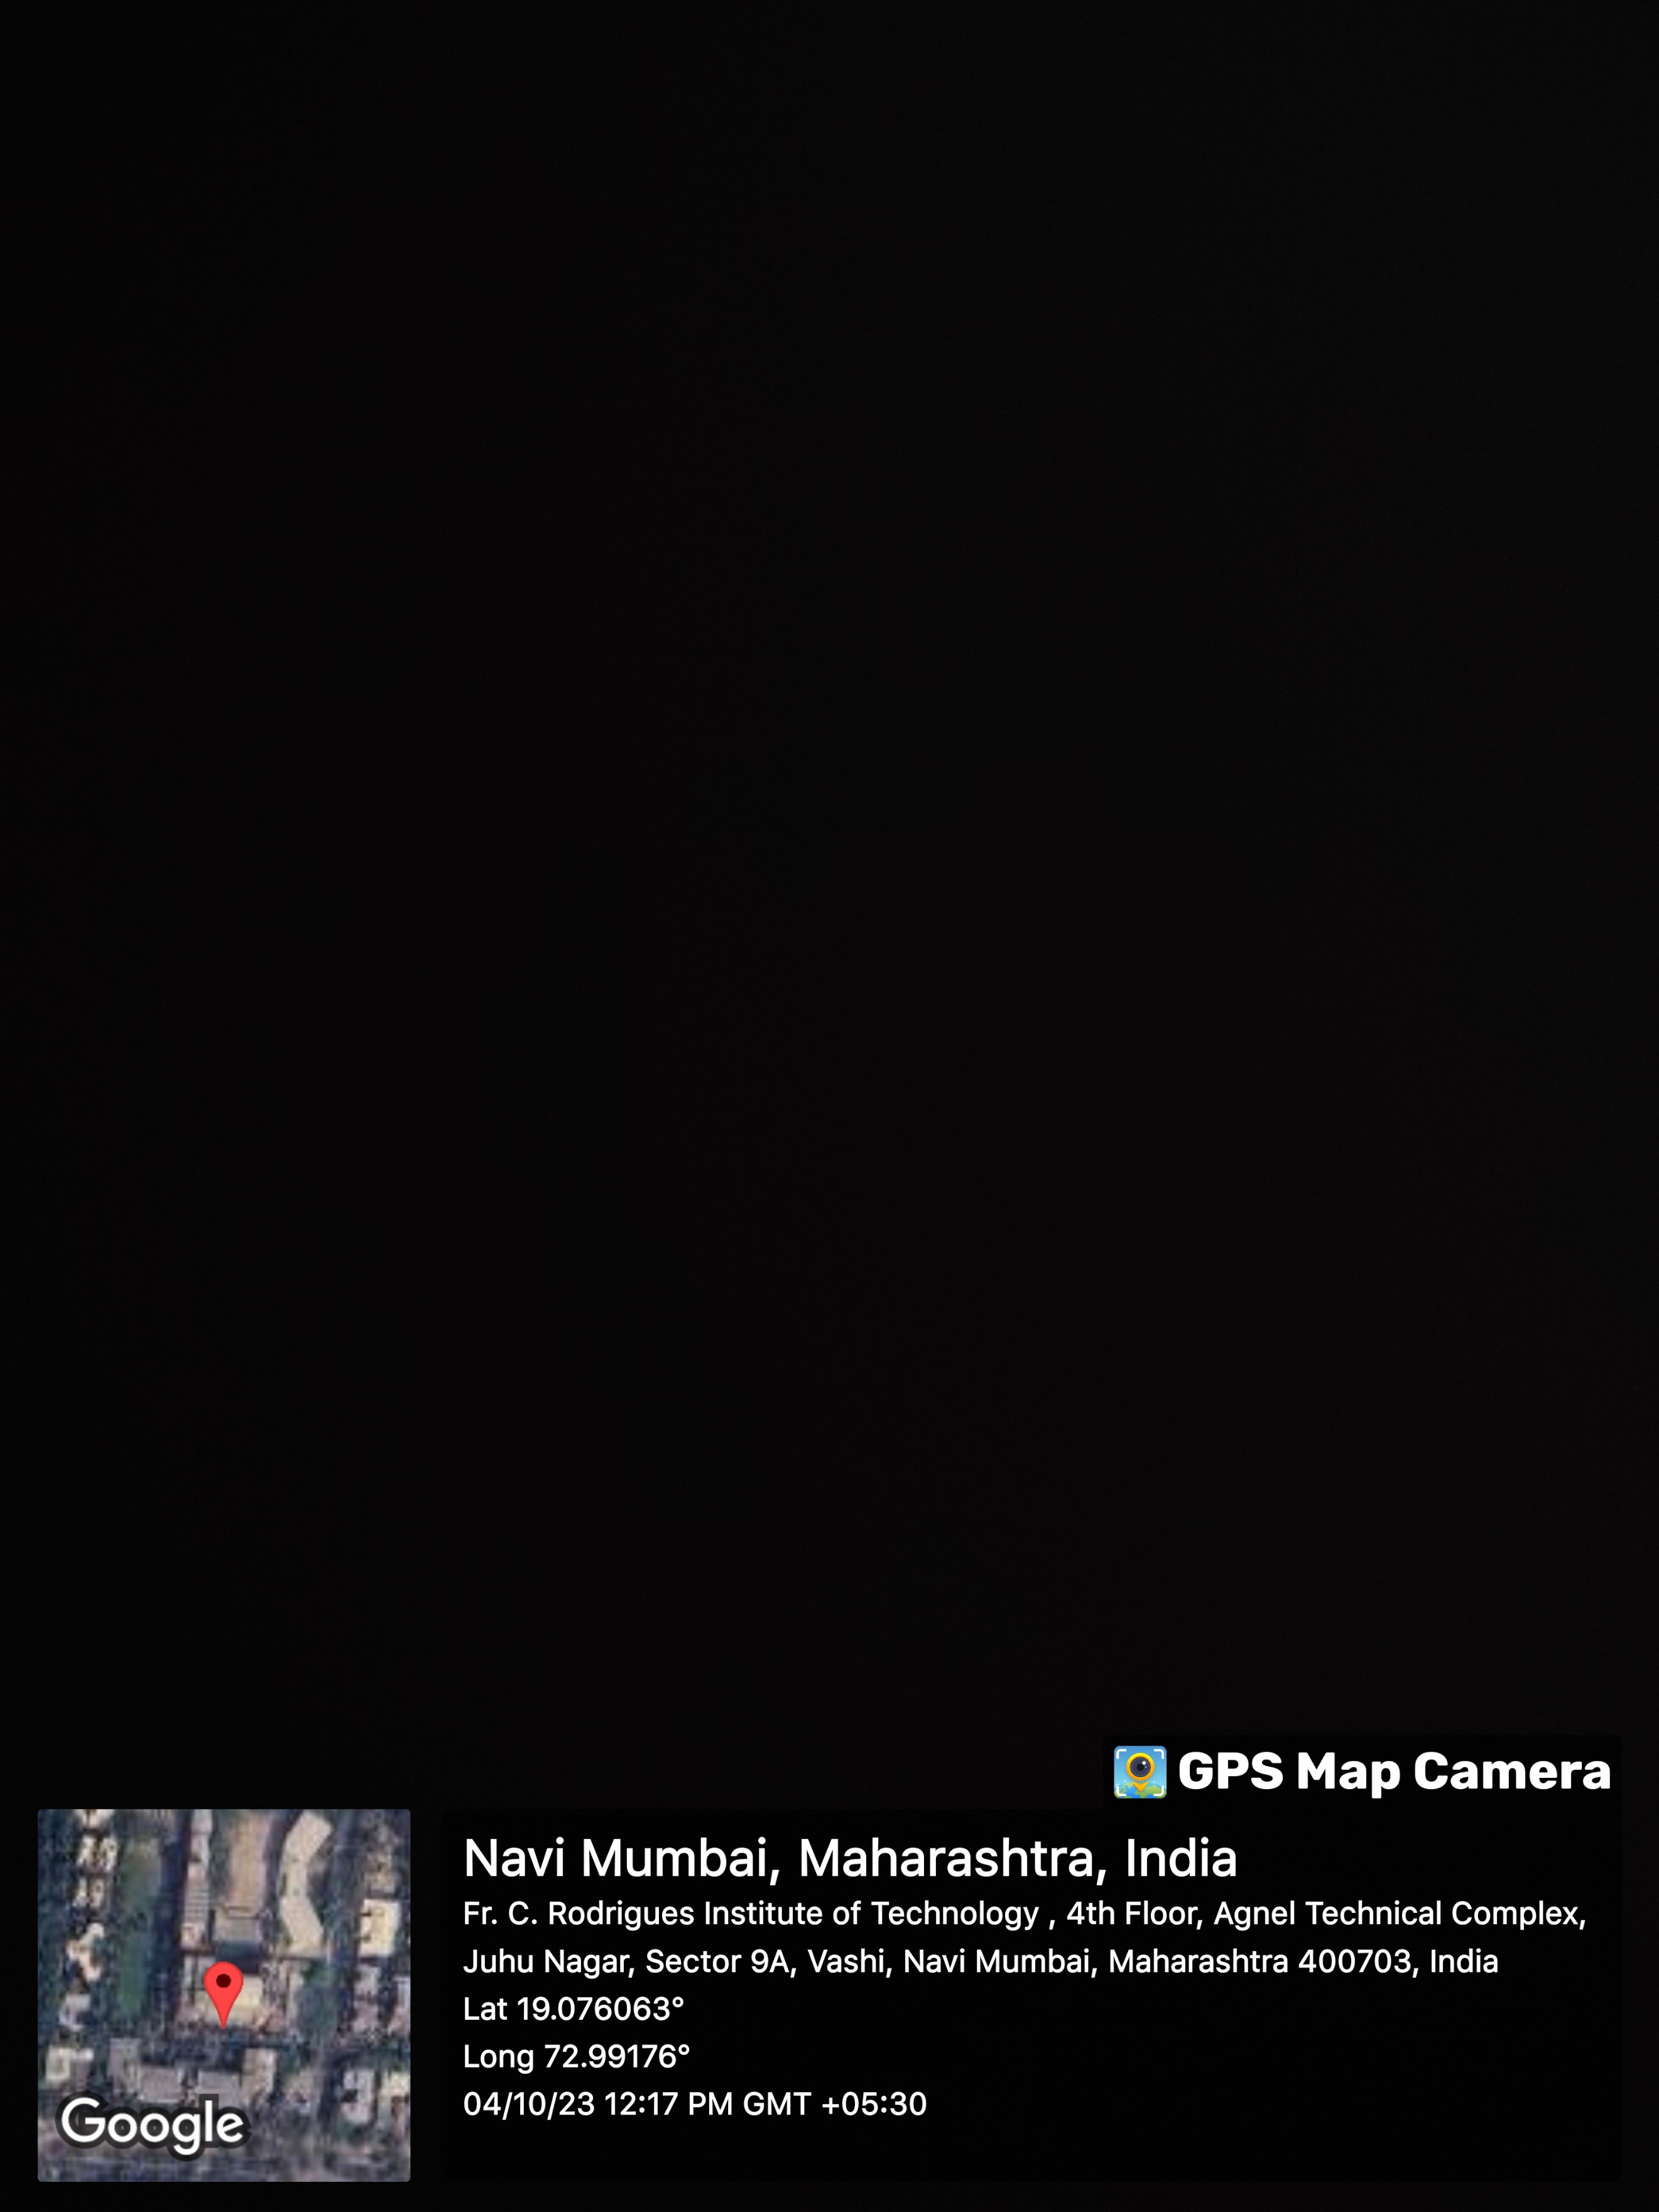 GPS Map Camera
Navi Mumbai, Maharashtra, India
Fr. C. Rodrigues Institute of Technology , 4th Floor, Agnel Technical Complex,
Juhu Nagar, Sector 9A, Vashi, Navi Mumbai, Maharashtra 400703, India
Lat 19.076063°
Long 72.99176°
04/10/23 12:17 PM GMT +05:30
Google